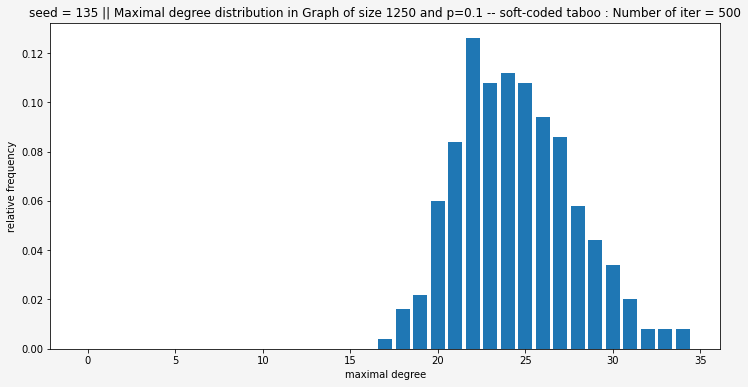 seed = 135 || Maximal degree distribution in Graph of size 1250 and p=0.1 -- soft-coded taboo : Number of iter = 500
0.12
0.10
0.08
0.06
0.04
0.02
0.00
relative frequency
0 5 10 15 20 25 30 35
maximal degree